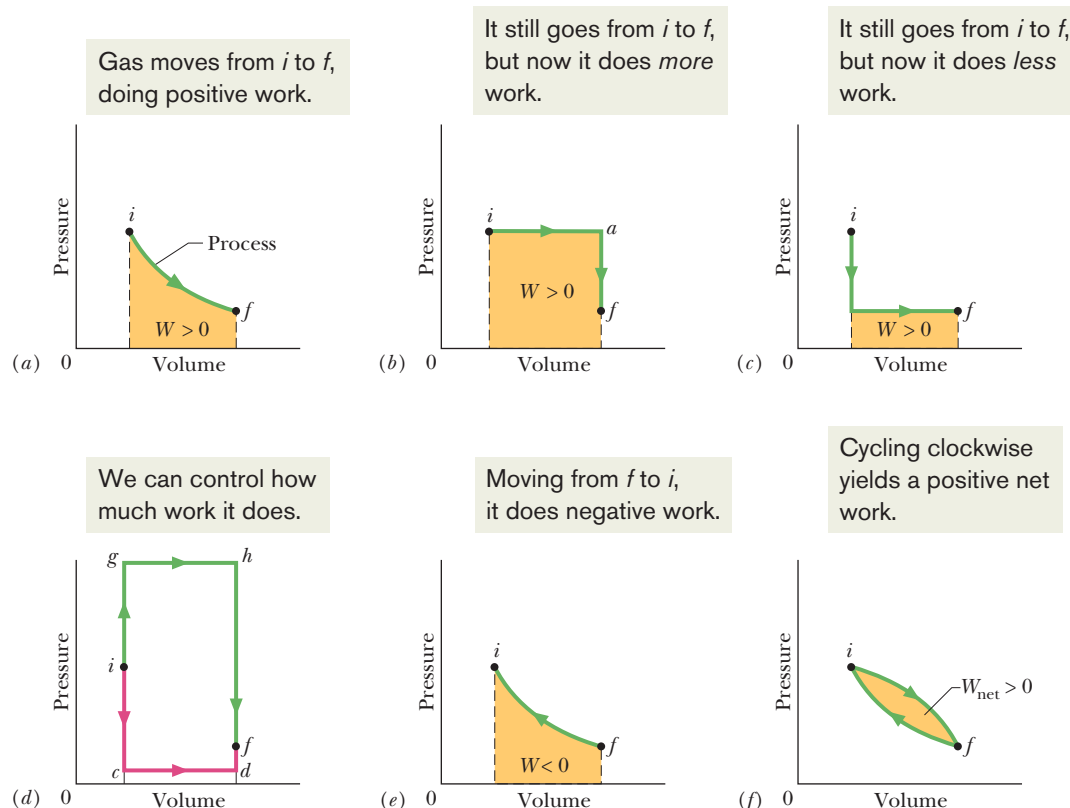 Gas moves from i to f,
doing positive work.
It still goes from i to f,
but now it does more
work.
It still goes from i to f,
but now it does less
work.
Pressure
i
Process
f
W > 0
(a) 0 Volume
Pressure
i
a
W > 0
f
(b) 0 Volume
Pressure
i
f
W > 0
(c) 0 Volume
We can control how
much work it does.
Moving from f to i,
it does negative work.
Cycling clockwise
yields a positive net
work.
Pressure
g h
i
f
c d
(d) 0 Volume
Pressure
i
f
W < 0
(e) 0 Volume
Pressure
i
Wnet > 0
f
(f) 0 Volume